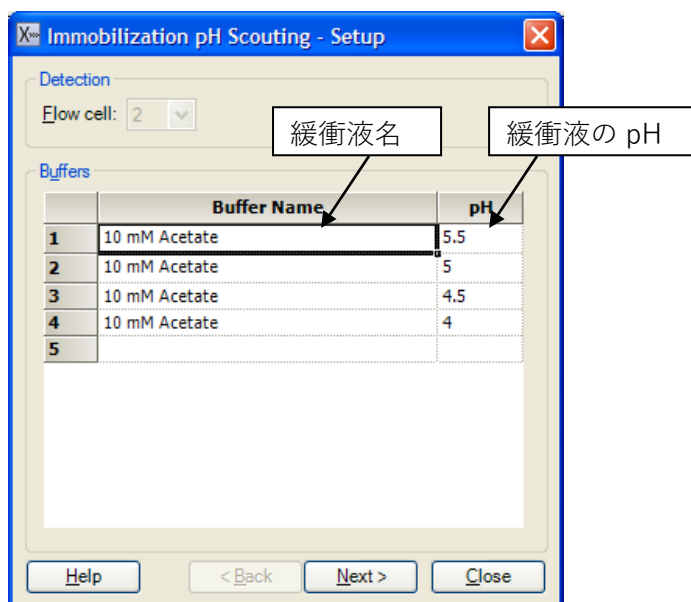 X Immobilization pH Scouting - Setup
Detection
Flow cell: 2
緩衝液名
緩衝液の pH
Buffers
Buffer Name pH
1 10 mM Acetate 5.5
2 10 mM Acetate 5
3 10 mM Acetate 4.5
4 10 mM Acetate 4
5
Help < Back Next > Close